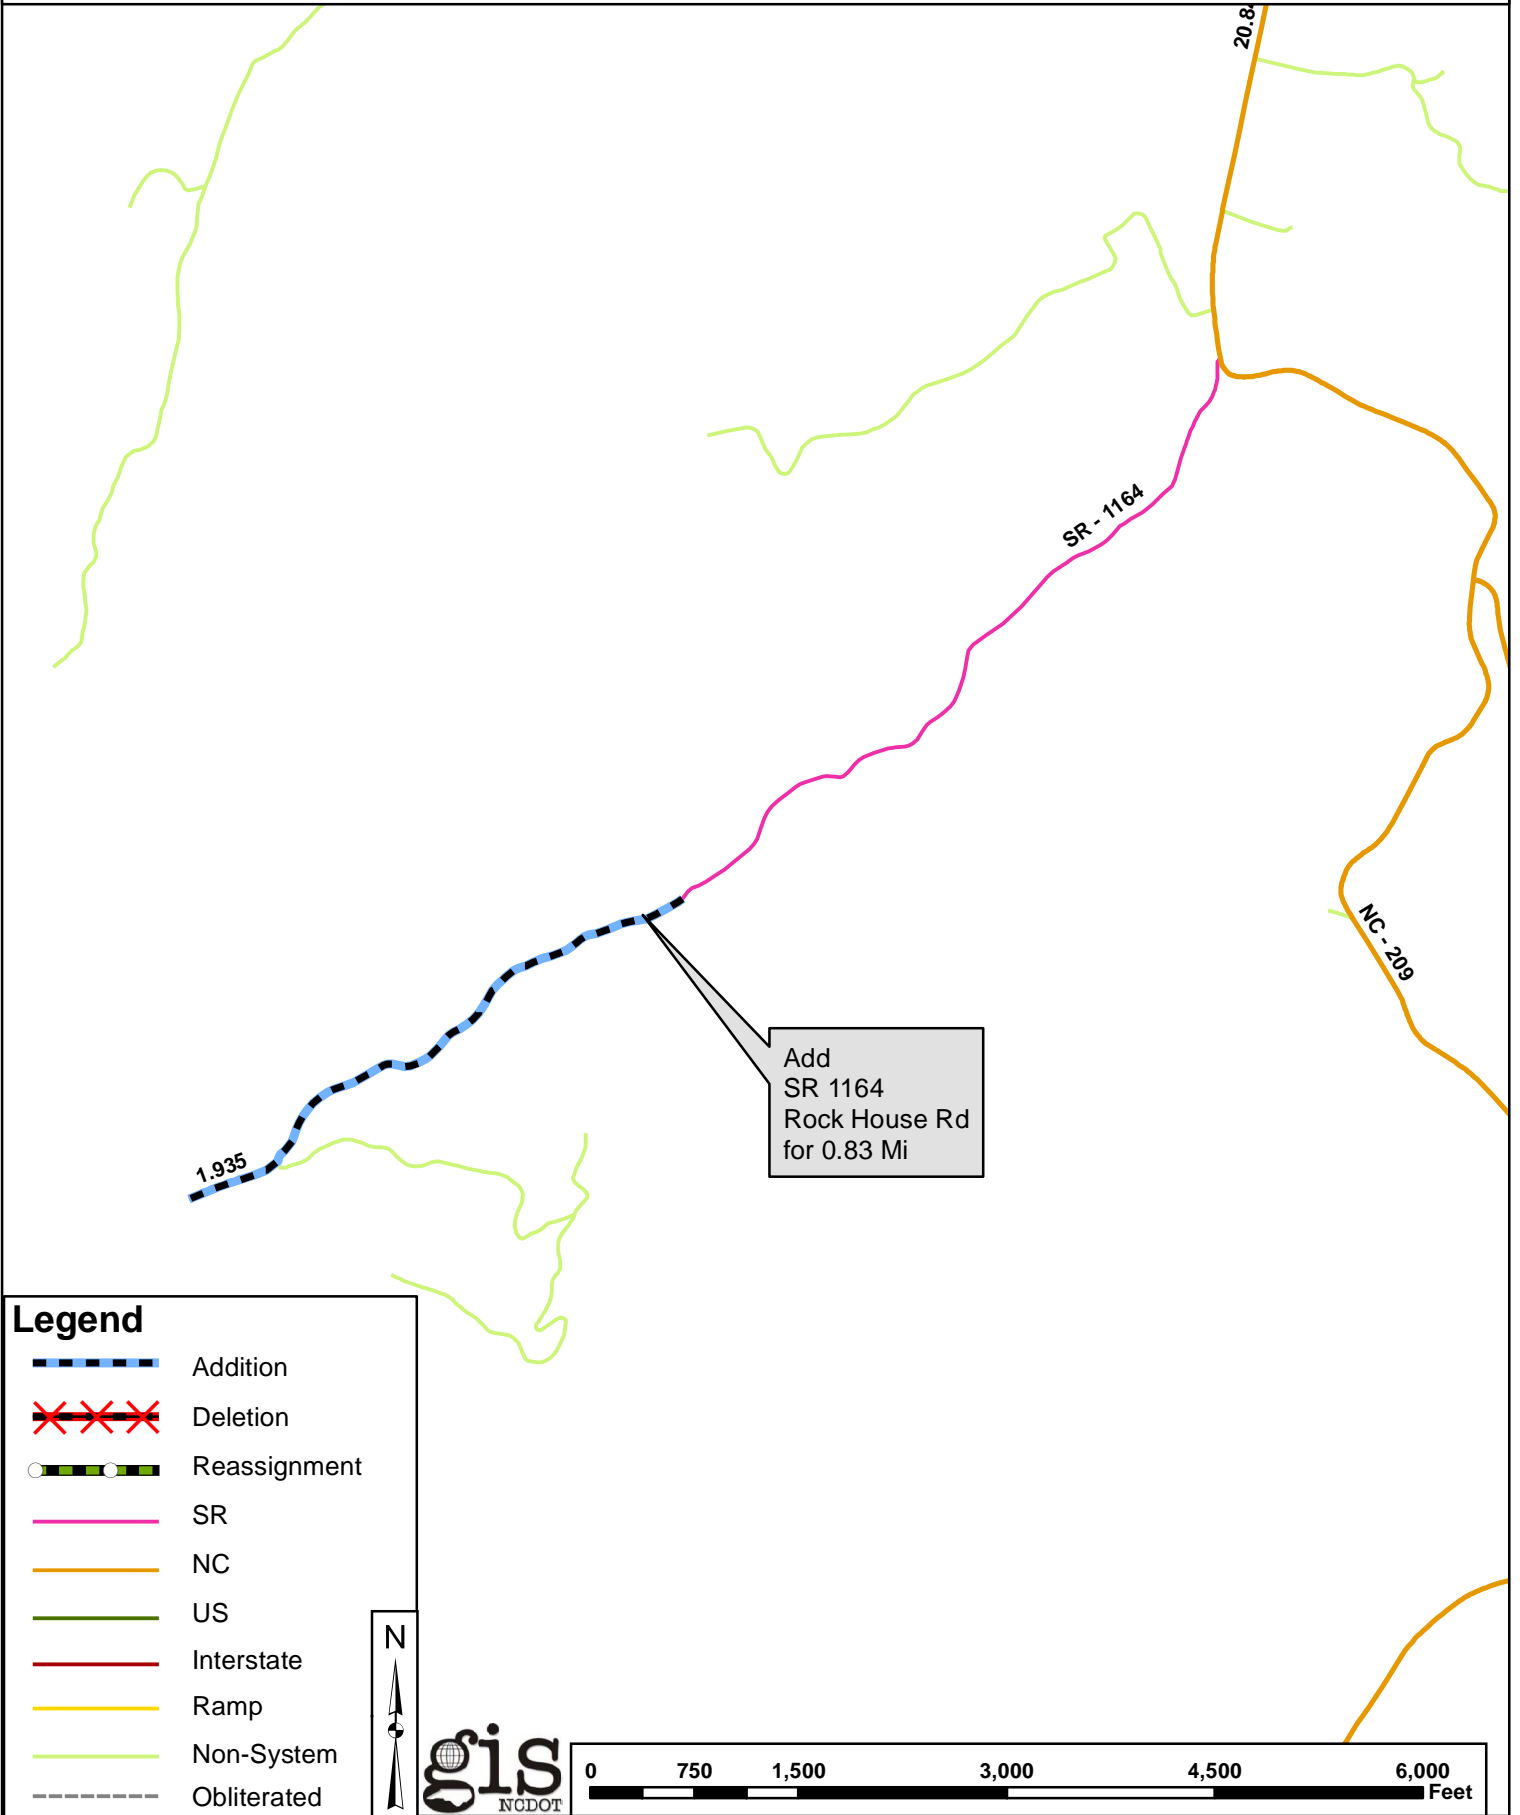 SR - 1164
NC - 209
Add
SR 1164
Rock House Rd
for 0.83 Mi
1.935
Legend
Addition
Deletion
Reassignment
SR
NC
US
Interstate
Ramp
Non-System
Obliterated
N
gis
NCDOT
0 750 1,500 3,000 4,500 6,000
Feet